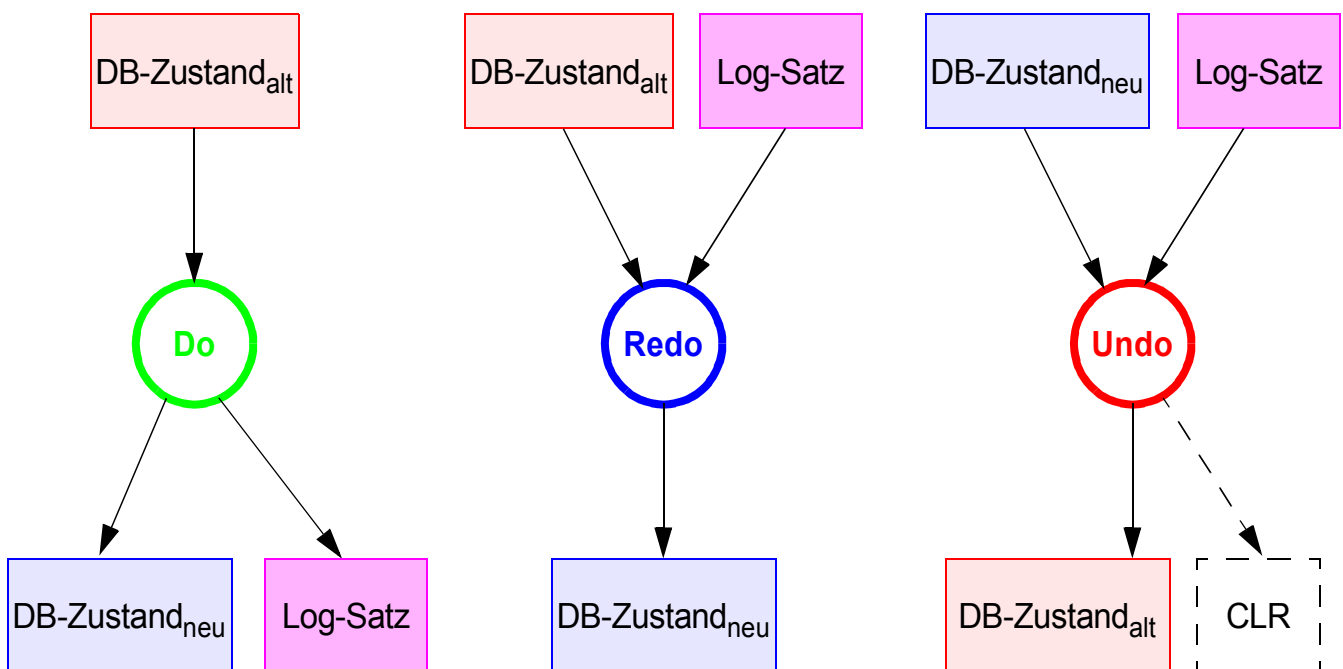 DB-Zustandalt
DB-Zustandalt
Log-Satz
DB-Zustandneu
Log-Satz
Do
Redo
Undo
DB-Zustandneu
Log-Satz
DB-Zustandneu
DB-Zustandalt
CLR